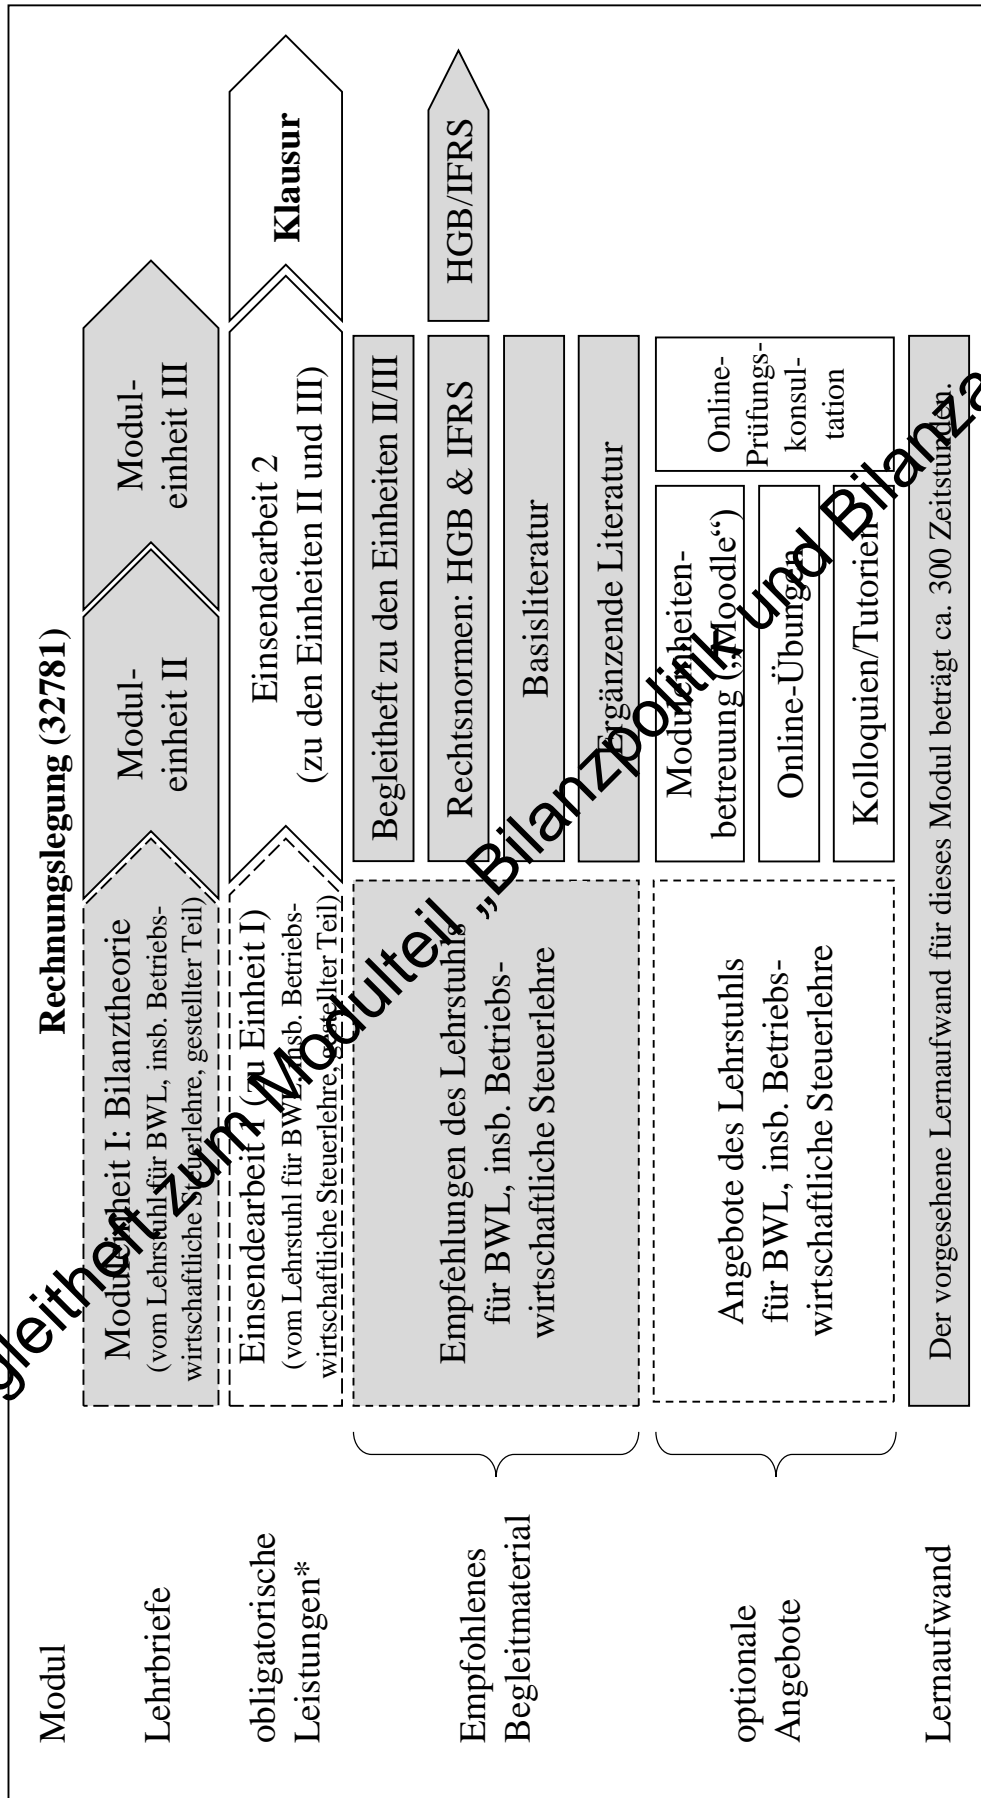 Rechnungslegung (32781)
Modul
Lehrbriefe
Moduleinheit I: Bilanztheorie
(vom Lehrstuhl für BWL, insb. Betriebs-
wirtschaftliche Steuerlehre, gestellter Teil)
Modul-
einheit II
Modul-
einheit III
obligatorische
Leistungen*
Einsendearbeit 1 (zu Einheit I)
(vom Lehrstuhl für BWL, insb. Betriebs-
wirtschaftliche Steuerlehre, gestellter Teil)
Einsendearbeit 2
(zu den Einheiten II und III)
Klausur
Empfohlenes
Begleitmaterial
Empfehlungen des Lehrstuhls
für BWL, insb. Betriebs-
wirtschaftliche Steuerlehre
Begleitheft zu den Einheiten II/III
Rechtsnormen: HGB & IFRS
HGB/IFRS
Basisliteratur
Ergänzende Literatur
optionale
Angebote
Angebote des Lehrstuhls
für BWL, insb. Betriebs-
wirtschaftliche Steuerlehre
Moduleinheiten-
betreuung („Moodle“)
Online-Übungen
Kolloquien/Tutorien
Online-
Prüfungs-
konsul-
tation
Lernaufwand
Der vorgesehene Lernaufwand für dieses Modul beträgt ca. 300 Zeitstunden.
gleitheft zum Modulteil „Bilanzpolitik und Bilanza